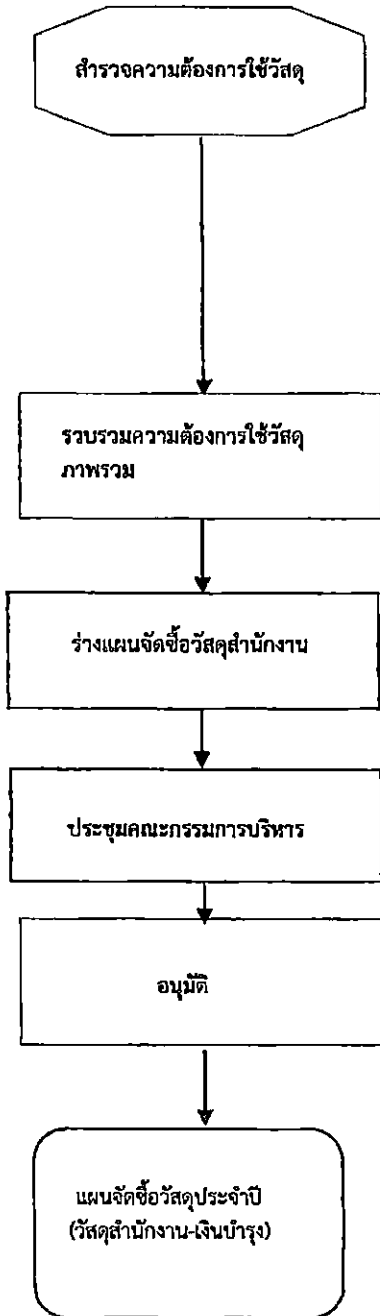 สำรวจความต้องการใช้วัสดุ
รวบรวมความต้องการใช้วัสดุ
ภาพรวม
ร่างแผนจัดซื้อวัสดุสำนักงาน
ประชุมคณะกรรมการบริหาร
อนุมัติ
แผนจัดซื้อวัสดุประจำปี
(วัสดุสำนักงาน-เงินบำรุง)